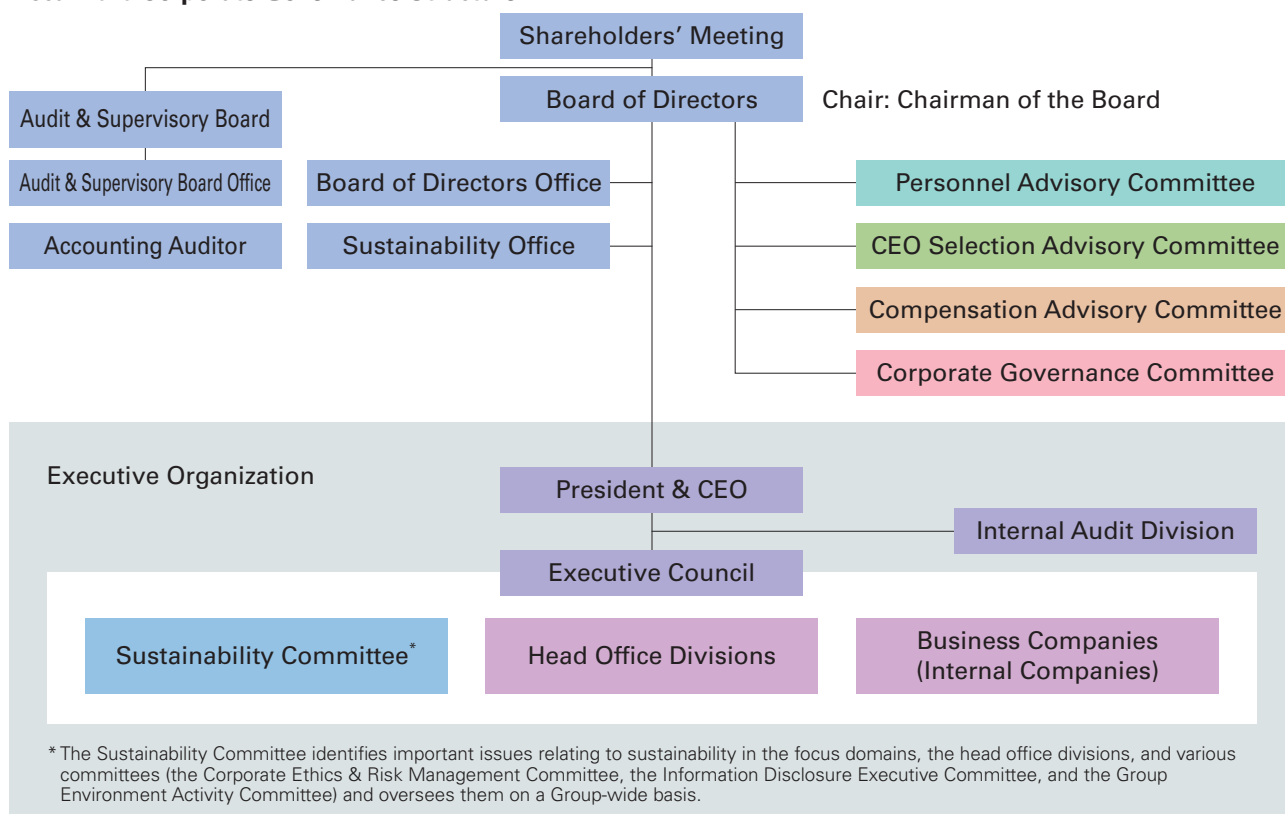 Shareholders' Meeting
Board of Directors
Chair: Chairman of the Board
Audit & Supervisory Board
Audit & Supervisory Board Office
Board of Directors Office
Personnel Advisory Committee
Accounting Auditor
Sustainability Office
CEO Selection Advisory Committee
Compensation Advisory Committee
Corporate Governance Committee
Executive Organization
President & CEO
Internal Audit Division
Executive Council
Sustainability Committee*
Head Office Divisions
Business Companies
(Internal Companies)
* The Sustainability Committee identifies important issues relating to sustainability in the focus domains, the head office divisions, and various
committees (the Corporate Ethics & Risk Management Committee, the Information Disclosure Executive Committee, and the Group
Environment Activity Committee) and oversees them on a Group-wide basis.